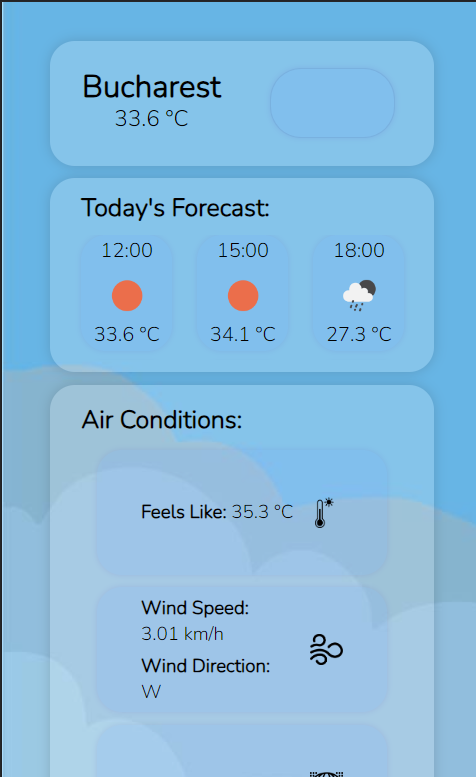 Bucharest
33.6 °C
Today's Forecast:
12:00 15:00 18:00
33.6 °C 34.1 °C 27.3 °C
Air Conditions:
Feels Like: 35.3 °C
Wind Speed:
3.01 km/h
Wind Direction:
W